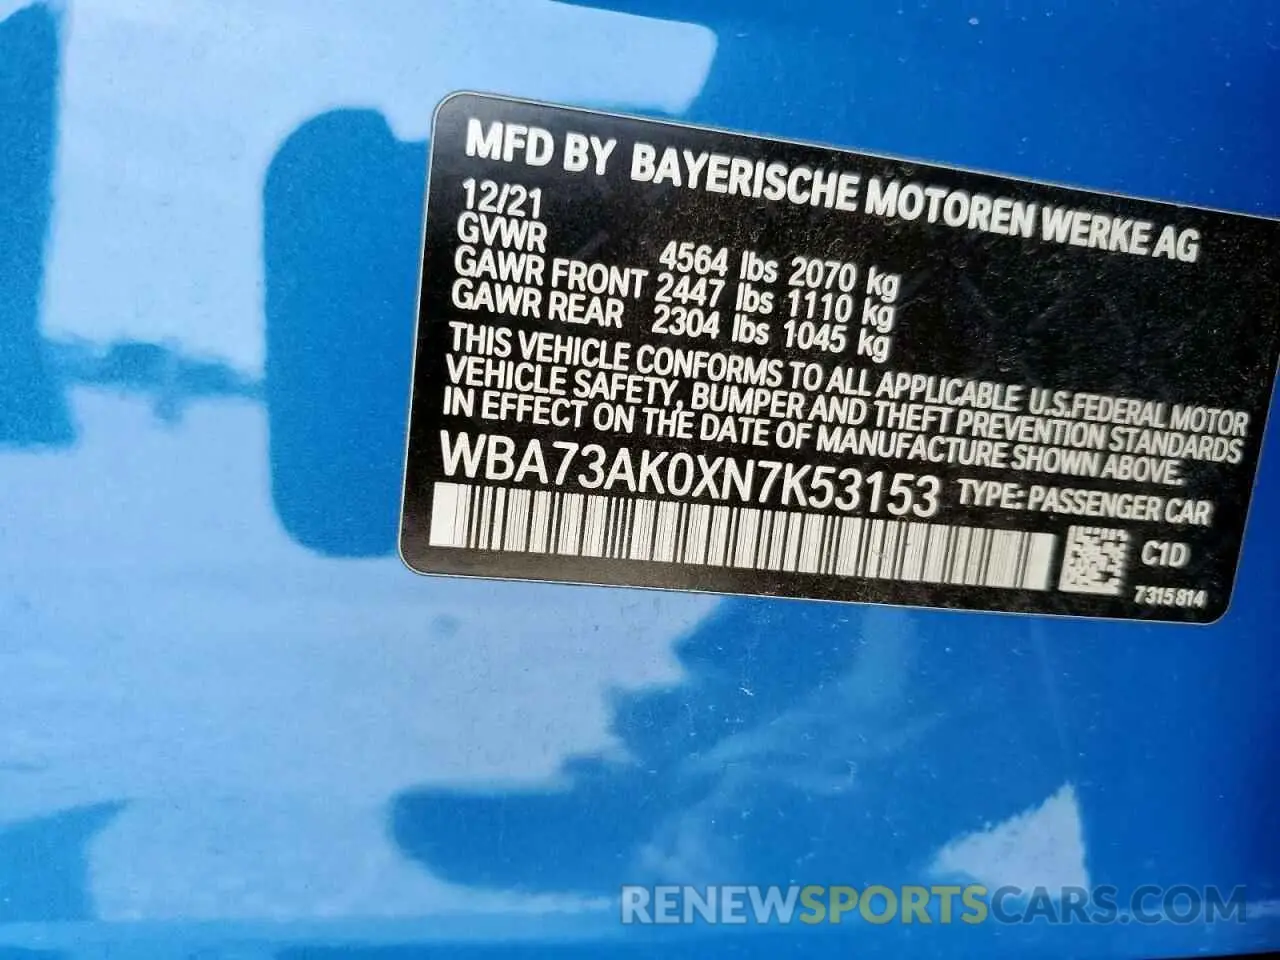 MFD BY BAYERISCHE MOTOREN WERKE AG
12/21
GVWR 4564 lbs 2070 kg
GAWR FRONT 2447 lbs 1110 kg
GAWR REAR 2304 lbs 1045 kg
THIS VEHICLE CONFORMS TO ALL APPLICABLE U.S.FEDERAL MOTOR
VEHICLE SAFETY, BUMPER AND THEFT PREVENTION STANDARDS
IN EFFECT ON THE DATE OF MANUFACTURE SHOWN ABOVE.
WBA73AK0XN7K53153 TYPE: PASSENGER CAR
C1D
7315814
RENEWSPORTSCARS.COM